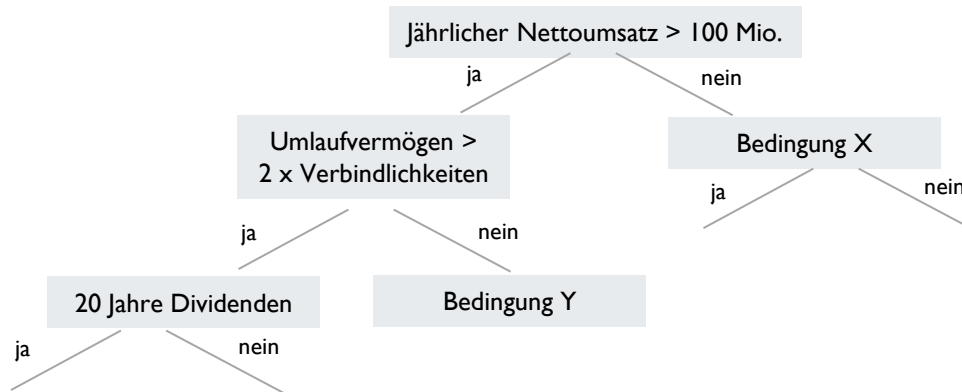 Jährlicher Nettoumsatz > 100 Mio.
ja
nein
Umlaufvermögen >
2 x Verbindlichkeiten
Bedingung X
ja
nein
ja
nein
20 Jahre Dividenden
Bedingung Y
ja
nein